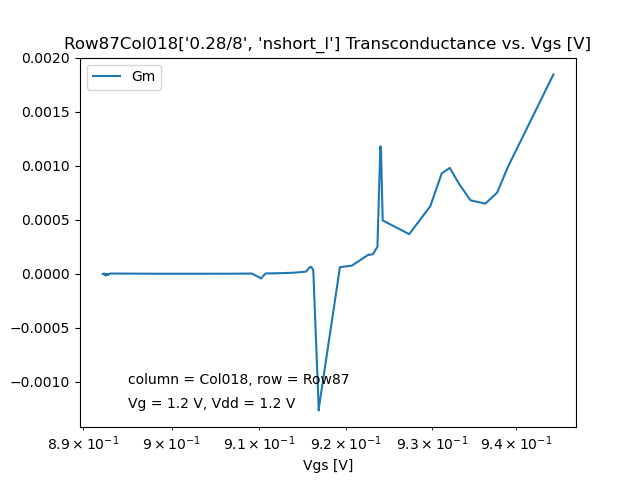 Row87Col018['0.28/8', 'nshort_l'] Transconductance vs. Vgs [V]
0.0020
0.0015
0.0010
0.0005
0.0000
−0.0005
−0.0010
Gm
column = Col018, row = Row87
Vg = 1.2 V, Vdd = 1.2 V
8.9 × 10⁻¹ 9 × 10⁻¹ 9.1 × 10⁻¹ 9.2 × 10⁻¹ 9.3 × 10⁻¹ 9.4 × 10⁻¹
Vgs [V]